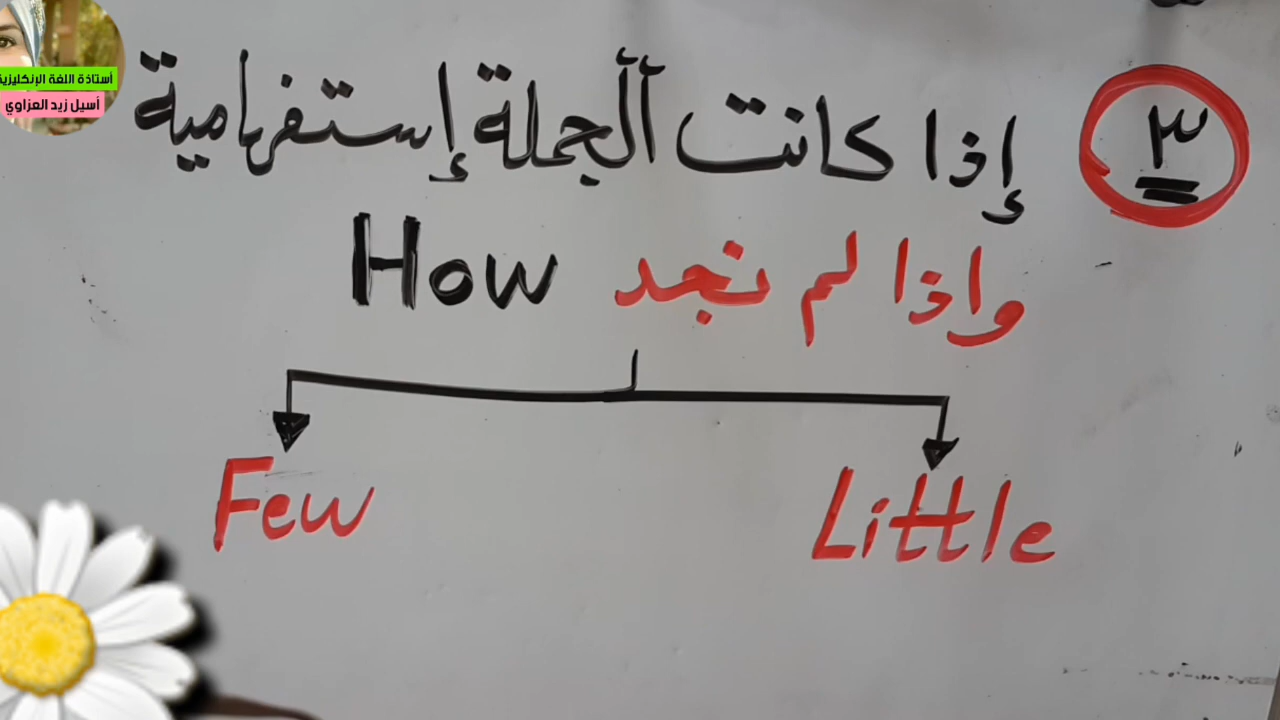 أستاذة اللغة الإنكليزية
أسيل زيد العزاوي
٣
إذا كانت الجملة إستفهامية
واذا لم نجد How
Few
Little